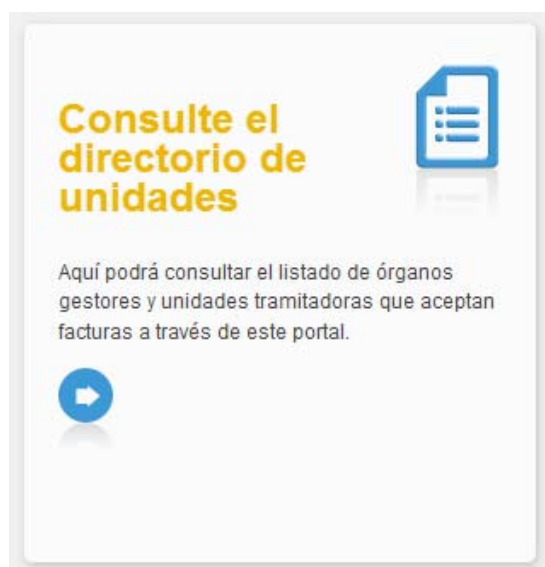 Consulte el
directorio de
unidades
Aquí podrá consultar el listado de órganos
gestores y unidades tramitadoras que aceptan
facturas a través de este portal.